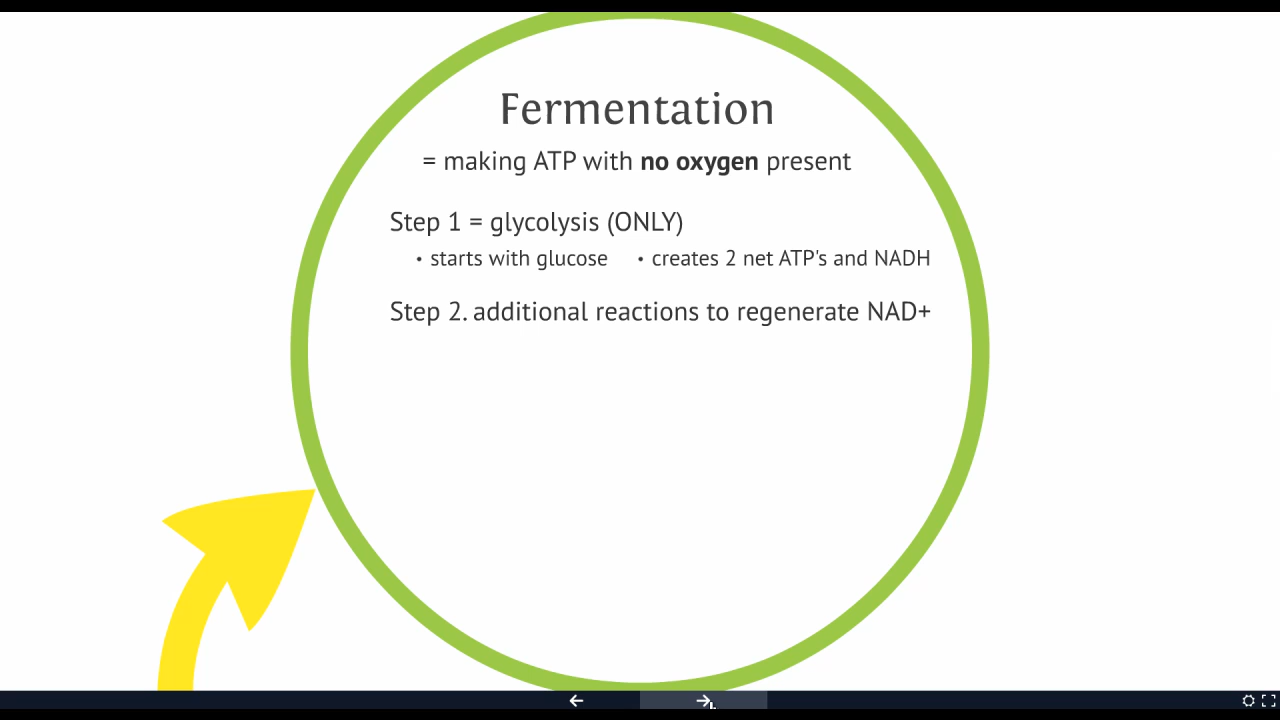 Fermentation
= making ATP with no oxygen present
Step 1 = glycolysis (ONLY)
• starts with glucose • creates 2 net ATP's and NADH
Step 2. additional reactions to regenerate NAD+